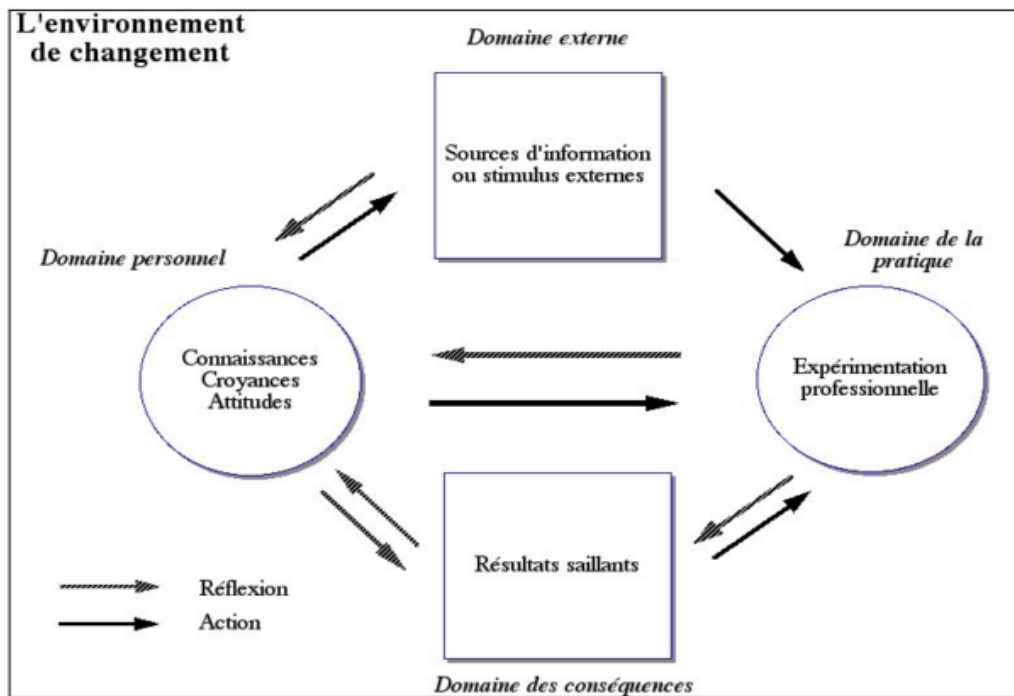 L'environnement
de changement
Domaine externe
Sources d'information
ou stimulus externes
Domaine personnel
Domaine de la
pratique
Connaissances
Croyances
Attitudes
Expérimentation
professionnelle
Résultats saillants
Réflexion
Action
Domaine des conséquences